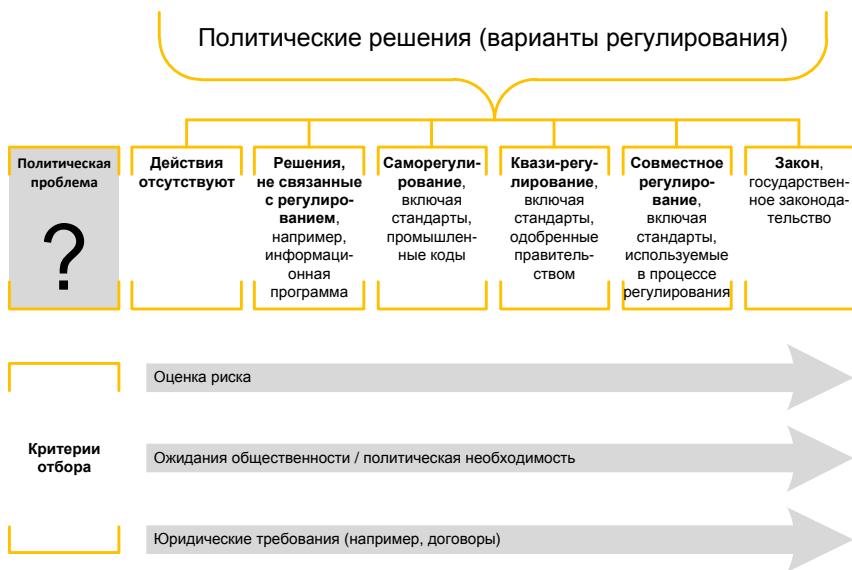 Политические решения (варианты регулирования)
Политическая
проблема
?
Действия
отсутствуют
Решения,
не связанные
с регулиро-
ванием,
например,
информаци-
онная
программа
Саморегули-
рование,
включая
стандарты,
промышлен-
ные коды
Квази-регу-
лирование,
включая
стандарты,
одобренные
правитель-
ством
Совместное
регулиро-
вание,
включая
стандарты,
используемые
в процессе
регулирования
Закон,
государствен-
ное законода-
тельство
Критерии
отбора
Оценка риска
Ожидания общественности / политическая необходимость
Юридические требования (например, договоры)